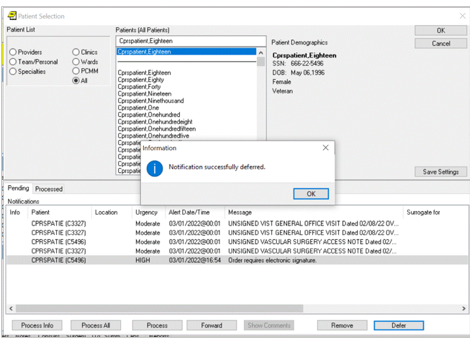 Patient Selection
Patient List
Patients (All Patients)
OK
Cprspatient,Eighteen
Cancel
Patient Demographics
Providers
Clinics
Cprspatient,Eighteen
Cprspatient,Eighteen
Team/Personal
Wards
SSN: 666-22-5496
Specialties
PCMM
DOB: May 06,1996
All
Cprspatient,Eighteen
Female
Cprspatient,Eighty
Cprspatient,Forty
Veteran
Cprspatient,Nineteen
Cprspatient,Ninethousand
Cprspatient,One
Cprspatient,Onehundred
Cprspatient,Onehundredeight
Cprspatient,Onehundredfifteen
Cprspatient,Onehundredfive
Information
Notification successfully deferred.
OK
Save Settings
Pending
Processed
Notifications
Info Patient Location Urgency Alert Date/Time Message Surrogate for
CPRSPATIE (C3327) Moderate 03/01/2022@00:01 UNSIGNED VISIT GENERAL OFFICE VISIT Dated 02/08/22 OV...
CPRSPATIE (C3327) Moderate 03/01/2022@00:01 UNSIGNED VISIT GENERAL OFFICE VISIT Dated 02/08/22 OV...
CPRSPATIE (C5496) Moderate 03/01/2022@00:01 UNSIGNED VASCULAR SURGERY ACCESS NOTE Dated 02/...
CPRSPATIE (C3327) Moderate 03/01/2022@00:01 UNSIGNED VASCULAR SURGERY ACCESS NOTE Dated 02/...
CPRSPATIE (C5496) HIGH 03/01/2022@16:54 Order requires electronic signature.
Process Info
Process All
Process
Forward
Show Comments
Remove
Defer